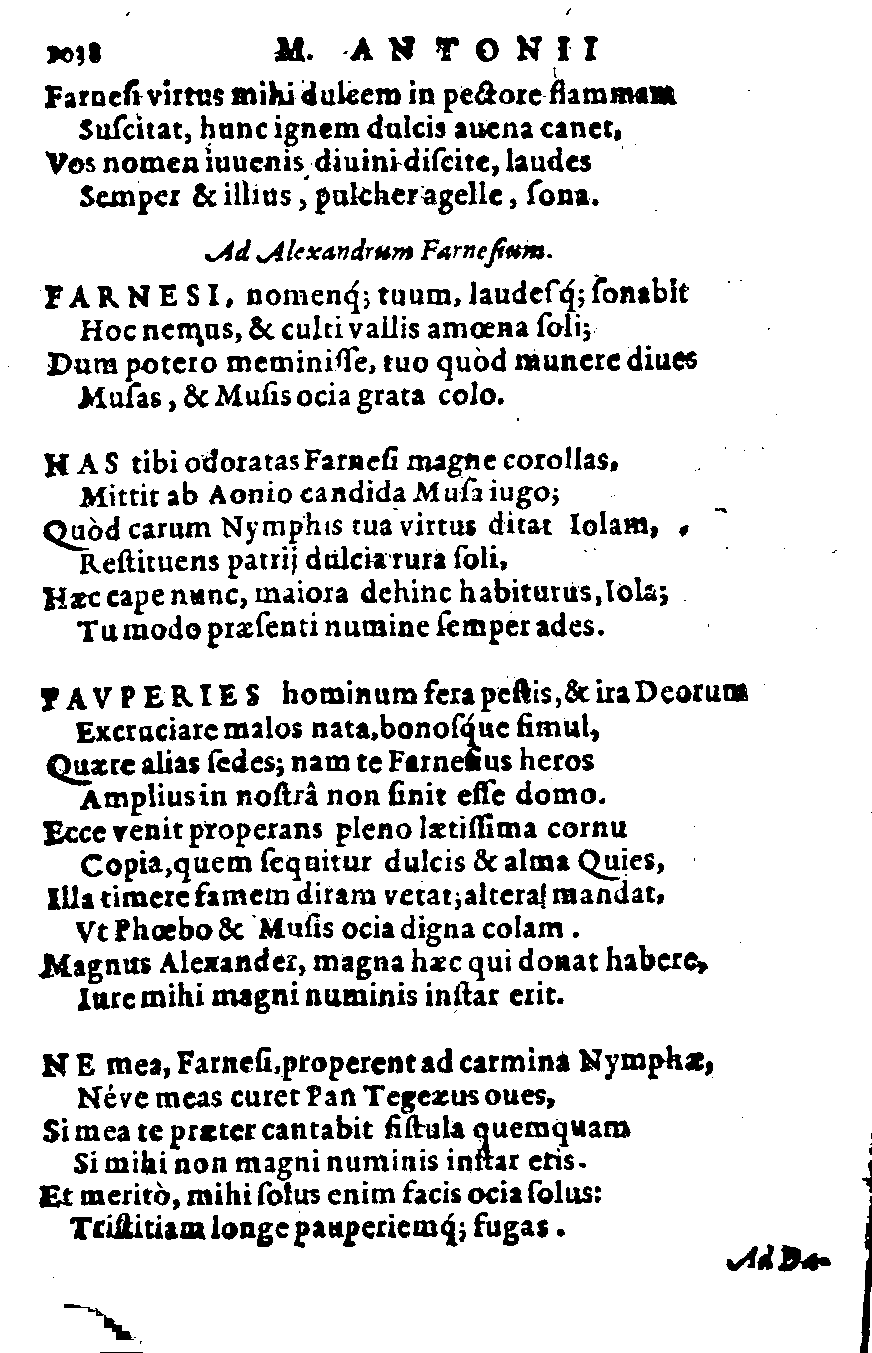 1038 M. ANTONII
Farneſi virtus mihi dulcem in pectore flammam
Suſcitat, hunc ignem dulcis auena canet,
Vos nomen iuuenis diuini diſcite, laudes
Semper & illius, pulcher agelle, ſona.
Ad Alexandrum Farneſium.
FARNESI, nomenq́; tuum, laudeſq́; ſonabit
Hoc nemus, & culti vallis amœna ſoli;
Dum potero meminiſſe, tuo quòd munere diues
Muſas, & Muſis ocia grata colo.
HAS tibi odoratas Farneſi magne corollas,
Mittit ab Aonio candida Muſa iugo;
Quòd carum Nymphis tua virtus ditat Iolam,
Reſtituens patrij dulcia rura ſoli,
Hæc cape nunc, maiora dehinc habiturus, Iola;
Tu modo præſenti numine ſemper ades.
PAVPERIES hominum fera peſtis, & ira Deorum
Excruciare malos nata, bonoſq́ue ſimul,
Quære alias ſedes; nam te Farneſius heros
Amplius in noſtrâ non ſinit eſſe domo.
Ecce venit properans pleno lætiſſima cornu
Copia, quem ſequitur dulcis & alma Quies,
Illa timere famem diram vetat; altera mandat,
Vt Phœbo & Muſis ocia digna colam.
Magnus Alexander, magna hæc qui donat habere,
Iure mihi magni numinis inſtar erit.
NE mea, Farneſi, properent ad carmina Nymphæ,
Néve meas curet Pan Tegeæus oues,
Si mea te præter cantabit fiſtula quemquam
Si mihi non magni numinis inſtar eris.
Et meritò, mihi ſolus enim facis ocia ſolus:
Triſtitiam longe pauperiemq́; fugas.
Ad Da-